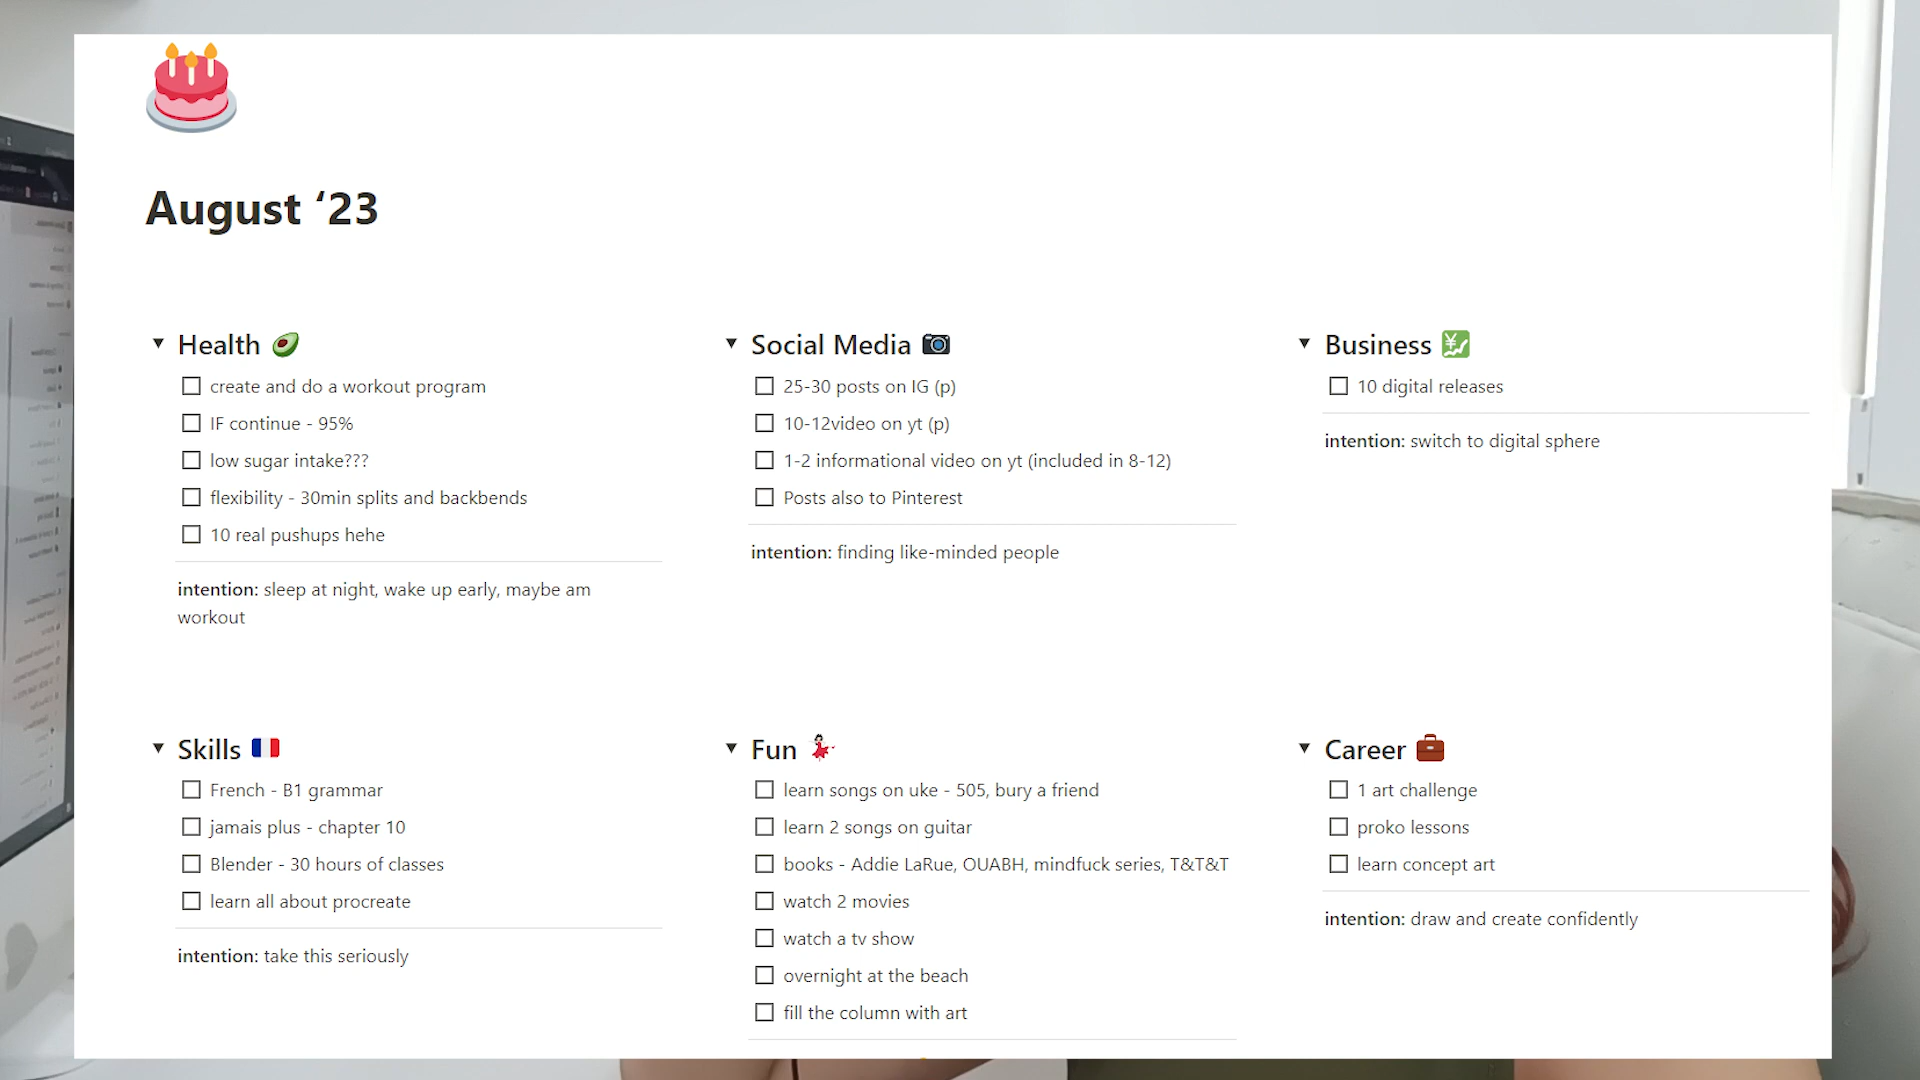 August ‘23
Health
create and do a workout program
IF continue - 95%
low sugar intake???
flexibility - 30min splits and backbends
10 real pushups hehe
intention: sleep at night, wake up early, maybe am
workout
Social Media
25-30 posts on IG (p)
10-12video on yt (p)
1-2 informational video on yt (included in 8-12)
Posts also to Pinterest
intention: finding like-minded people
Business
10 digital releases
intention: switch to digital sphere
Skills
French - B1 grammar
jamais plus - chapter 10
Blender - 30 hours of classes
learn all about procreate
intention: take this seriously
Fun
learn songs on uke - 505, bury a friend
learn 2 songs on guitar
books - Addie LaRue, OUABH, mindfuck series, T&T&T
watch 2 movies
watch a tv show
overnight at the beach
fill the column with art
Career
1 art challenge
proko lessons
learn concept art
intention: draw and create confidently